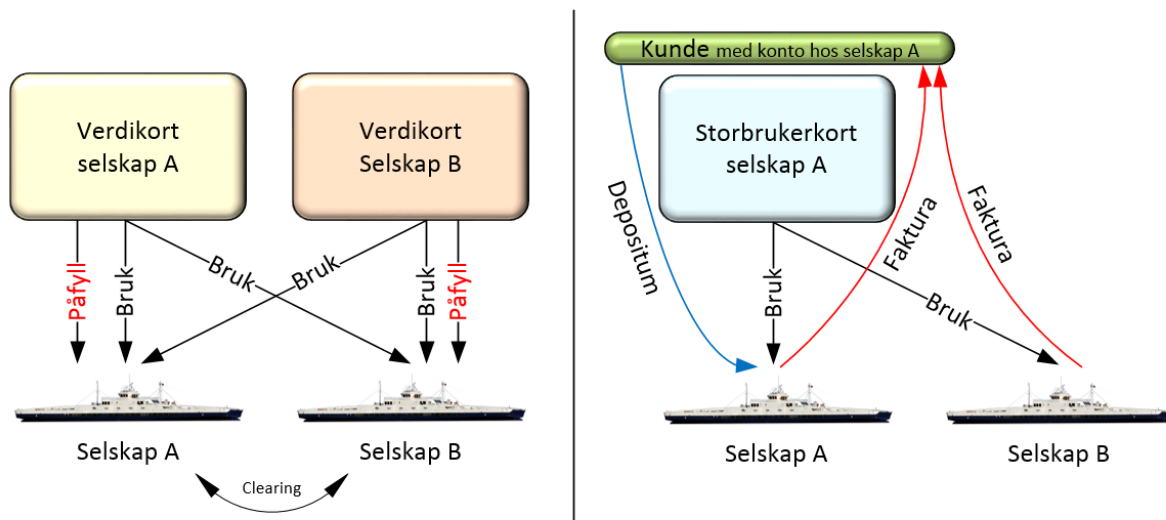 Verdikort
selskap A
Verdikort
Selskap B
Påfyll
Bruk
Bruk
Bruk
Bruk
Påfyll
Selskap A
Selskap B
Clearing
Kunde med konto hos selskap A
Storbrukerkort
selskap A
Depositum
Bruk
Bruk
Faktura
Faktura
Selskap A
Selskap B